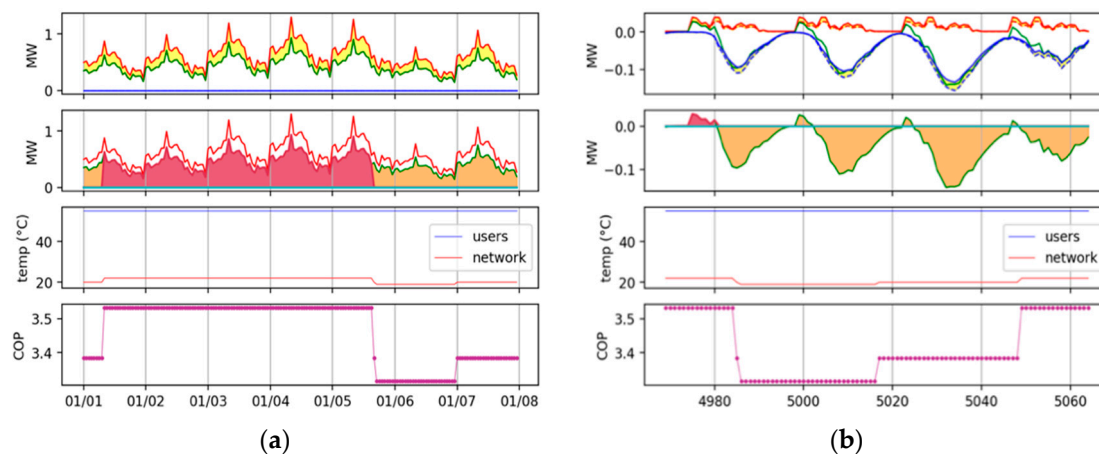 MW
1
0
MW
1
0
temp (°C)
40
20
users
network
COP
3.5
3.4
01/01 01/02 01/03 01/04 01/05 01/06 01/07 01/08
(a)
MW
0.0
−0.1
MW
0.0
−0.1
temp (°C)
40
20
users
network
COP
3.5
3.4
4980 5000 5020 5040 5060
(b)